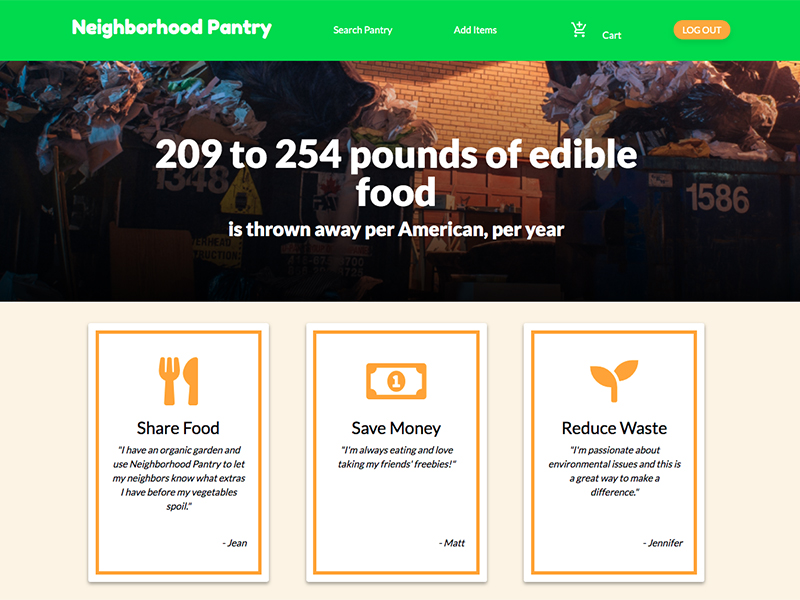 Neighborhood Pantry
Search Pantry
Add Items
Cart
LOG OUT
209 to 254 pounds of edible
food
is thrown away per American, per year
1348
1586
Share Food
"I have an organic garden and
use Neighborhood Pantry to let
my neighbors know what extras
I have before my vegetables
spoil."
- Jean
1
Save Money
"I'm always eating and love
taking my friends' freebies!"
- Matt
Reduce Waste
"I'm passionate about
environmental issues and this is
a great way to make a
difference."
- Jennifer